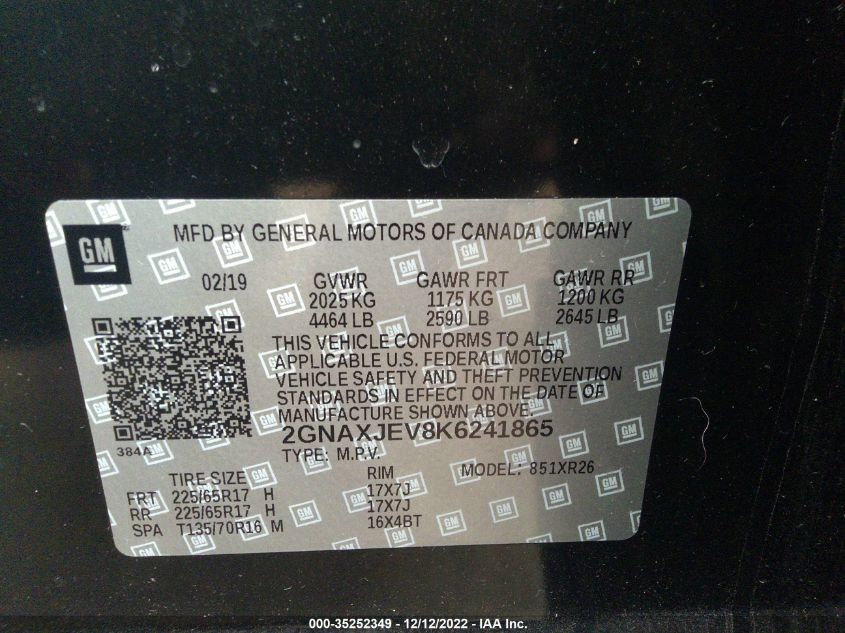 GM
MFD BY GENERAL MOTORS OF CANADA COMPANY
02/19 GVWR GAWR FRT GAWR RR
2025 KG 1175 KG 1200 KG
4464 LB 2590 LB 2645 LB
THIS VEHICLE CONFORMS TO ALL
APPLICABLE U.S. FEDERAL MOTOR
VEHICLE SAFETY AND THEFT PREVENTION
STANDARDS IN EFFECT ON THE DATE OF
MANUFACTURE SHOWN ABOVE.
2GNAXJEV8K6241865
384A TYPE: M.P.V. MODEL: 851XR26
TIRE SIZE RIM
FRT 225/65R17 H 17X7J
RR 225/65R17 H 17X7J
SPA T135/70R16 M 16X4BT
000-35252349 - 12/12/2022 - IAA Inc.